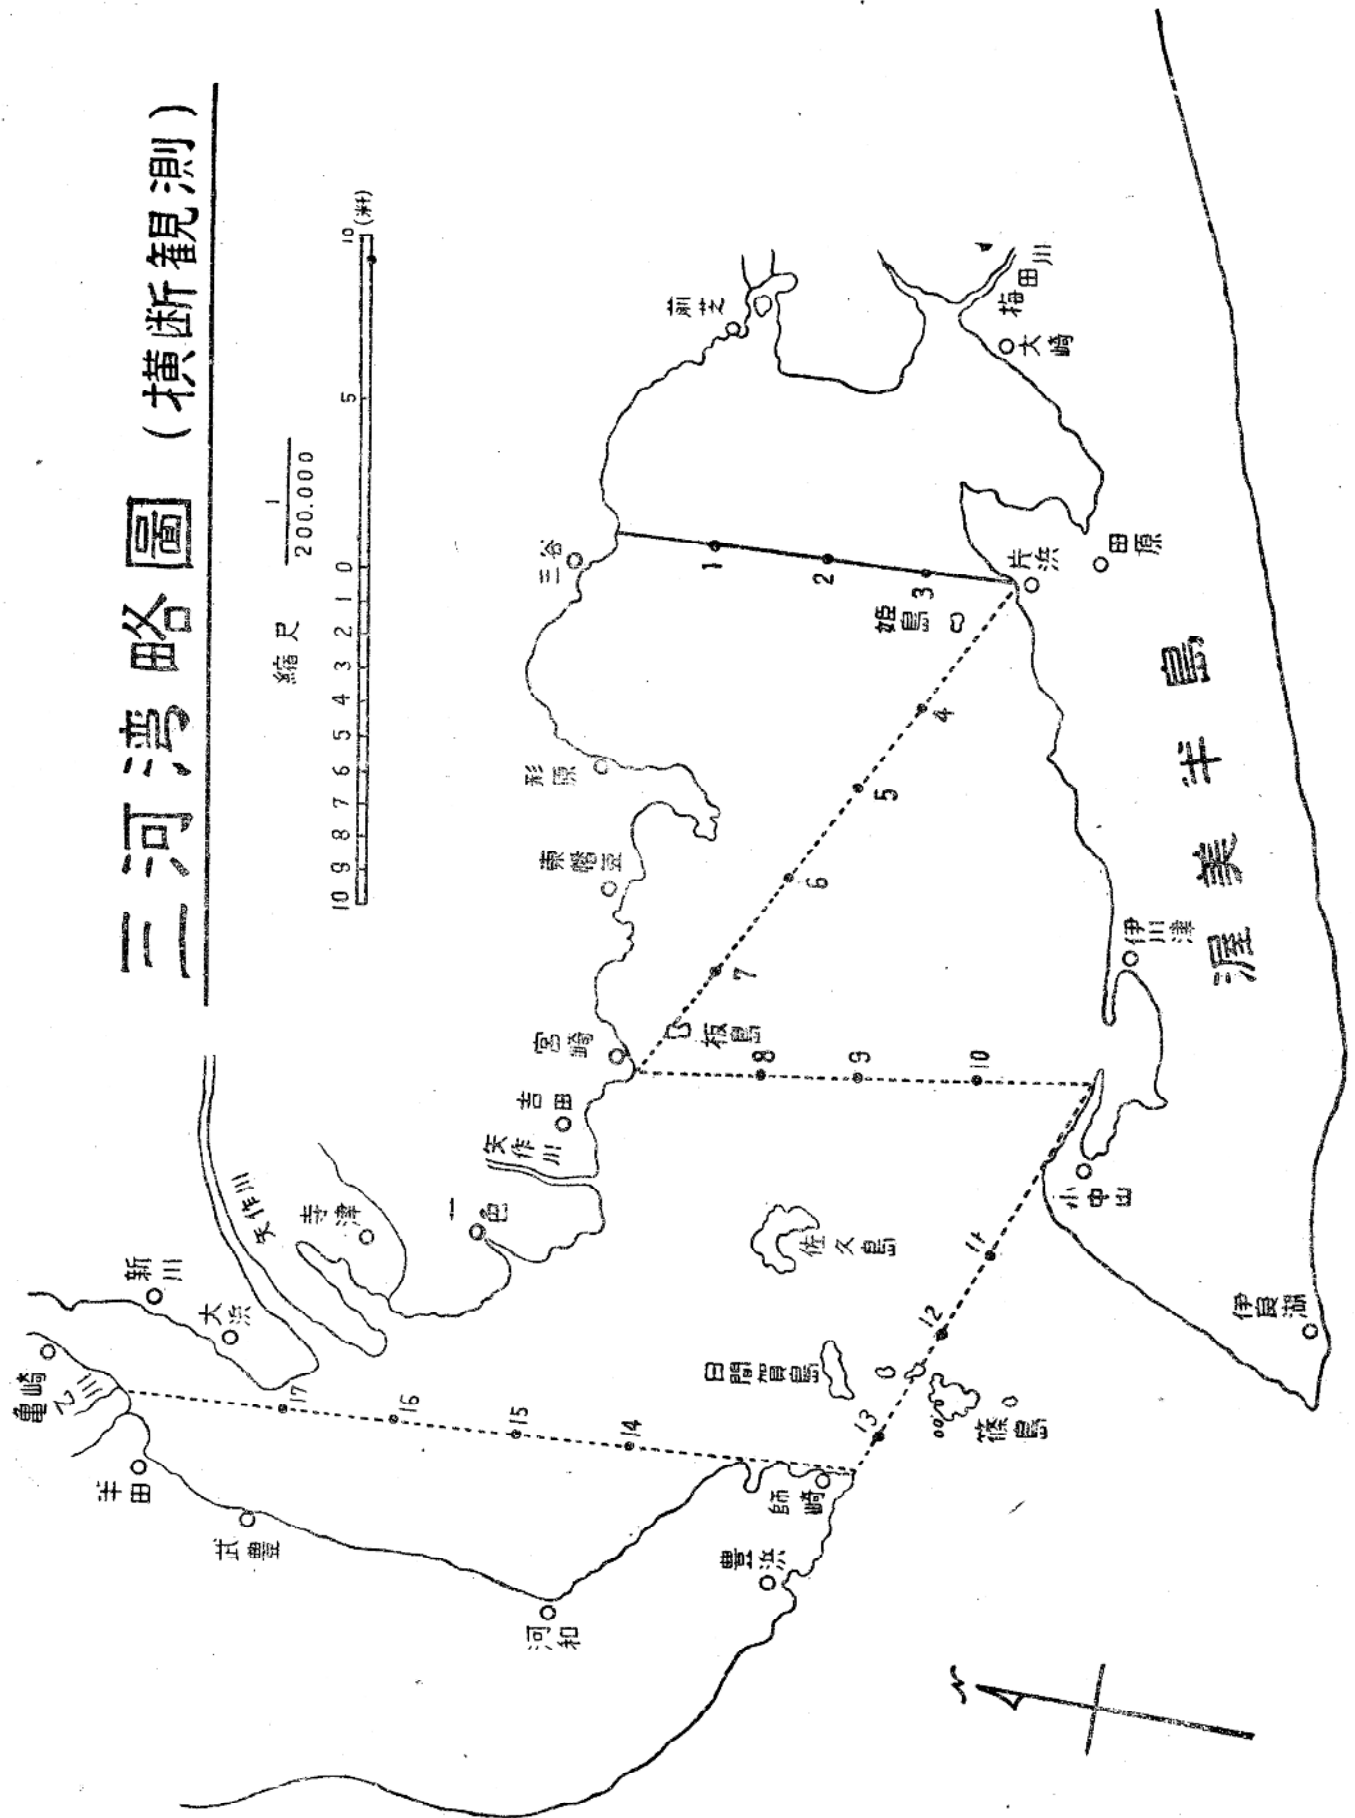 三河湾略圖 (横断観測)
縮尺 1
200.000
10 9 8 7 6 5 4 3 2 1 0 5 10 (粁)
亀崎
乙川
半田
武豊
河和
豊浜
師崎
新川
大浜
矢作川
寺津
一色
矢作川
吉田
宮崎
東幡豆
形原
三谷
前芝
梅田川
大崎
田原
片浜
姫島
伊川津
小中山
伊良湖
渥美半島
板島
佐久島
日間賀島
篠島
1
2
3
4
5
6
7
8
9
10
11
12
13
14
15
16
17
N